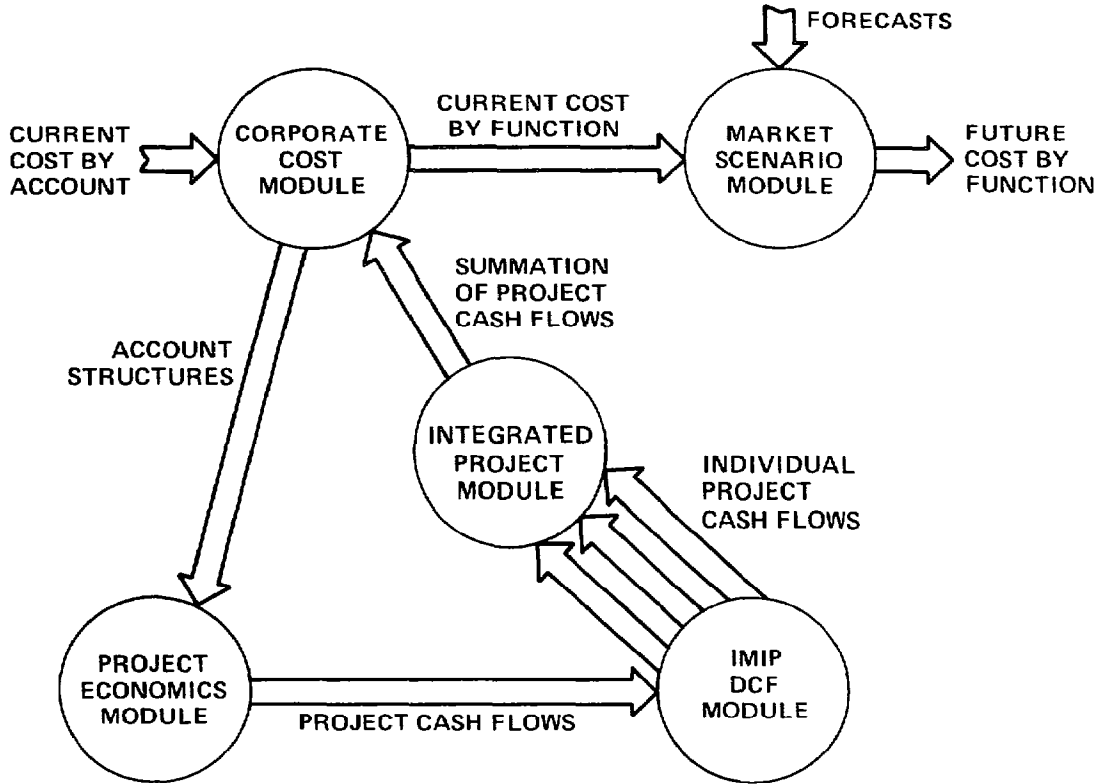 FORECASTS
CURRENT
COST BY
ACCOUNT
CORPORATE
COST
MODULE
CURRENT COST
BY FUNCTION
MARKET
SCENARIO
MODULE
FUTURE
COST BY
FUNCTION
SUMMATION
OF PROJECT
CASH FLOWS
ACCOUNT
STRUCTURES
INTEGRATED
PROJECT
MODULE
INDIVIDUAL
PROJECT
CASH FLOWS
PROJECT
ECONOMICS
MODULE
PROJECT CASH FLOWS
IMIP
DCF
MODULE